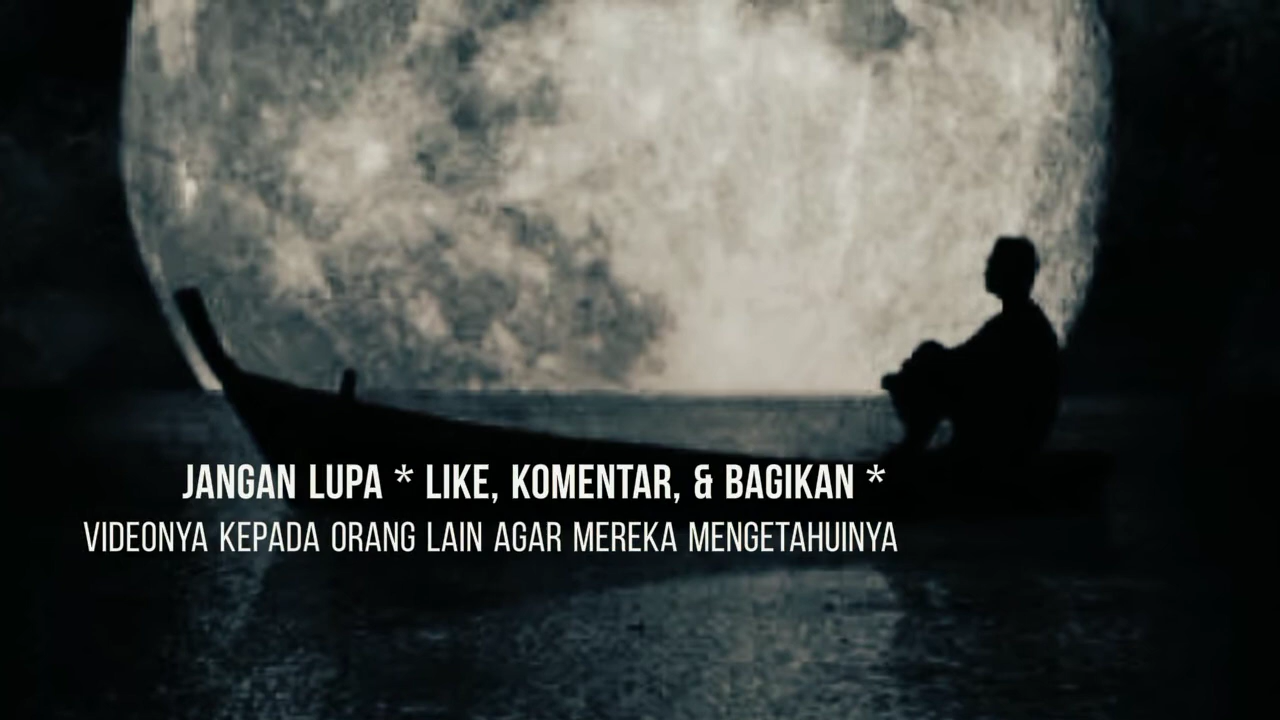 JANGAN LUPA * LIKE, KOMENTAR, & BAGIKAN *
VIDEONYA KEPADA ORANG LAIN AGAR MEREKA MENGETAHUINYA